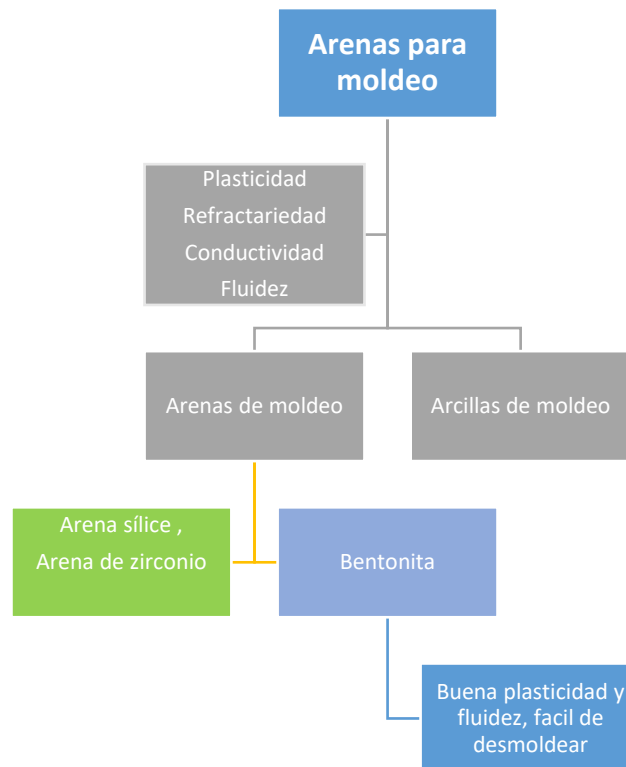 Arenas para
moldeo
Plasticidad
Refractariedad
Conductividad
Fluidez
Arenas de moldeo
Arcillas de moldeo
Arena sílice ,
Arena de zirconio
Bentonita
Buena plasticidad y
fluidez, facil de
desmoldear